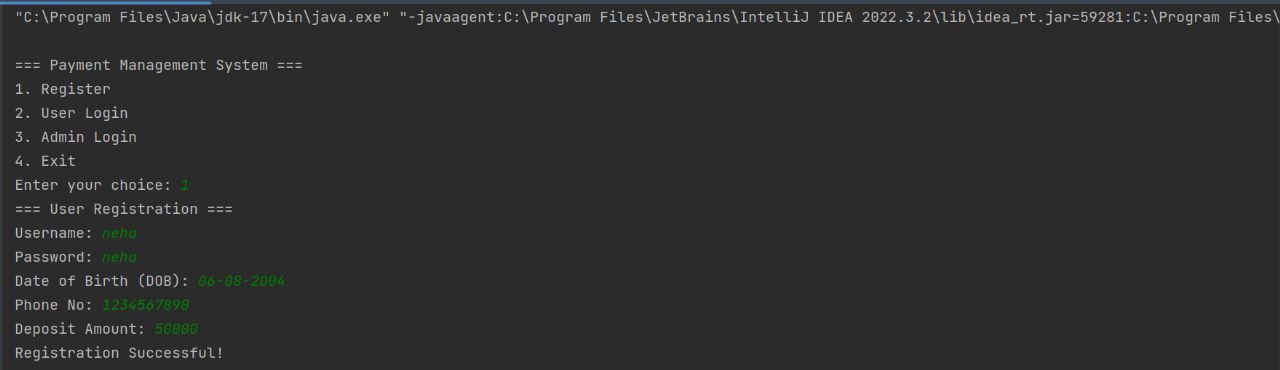 "C:\Program Files\Java\jdk-17\bin\java.exe" "-javaagent:C:\Program Files\JetBrains\IntelliJ IDEA 2022.3.2\lib\idea_rt.jar=59281:C:\Program Files\
=== Payment Management System ===
1. Register
2. User Login
3. Admin Login
4. Exit
Enter your choice: 1
=== User Registration ===
Username: neha
Password: neha
Date of Birth (DOB): 06-08-2004
Phone No: 1234567890
Deposit Amount: 50000
Registration Successful!